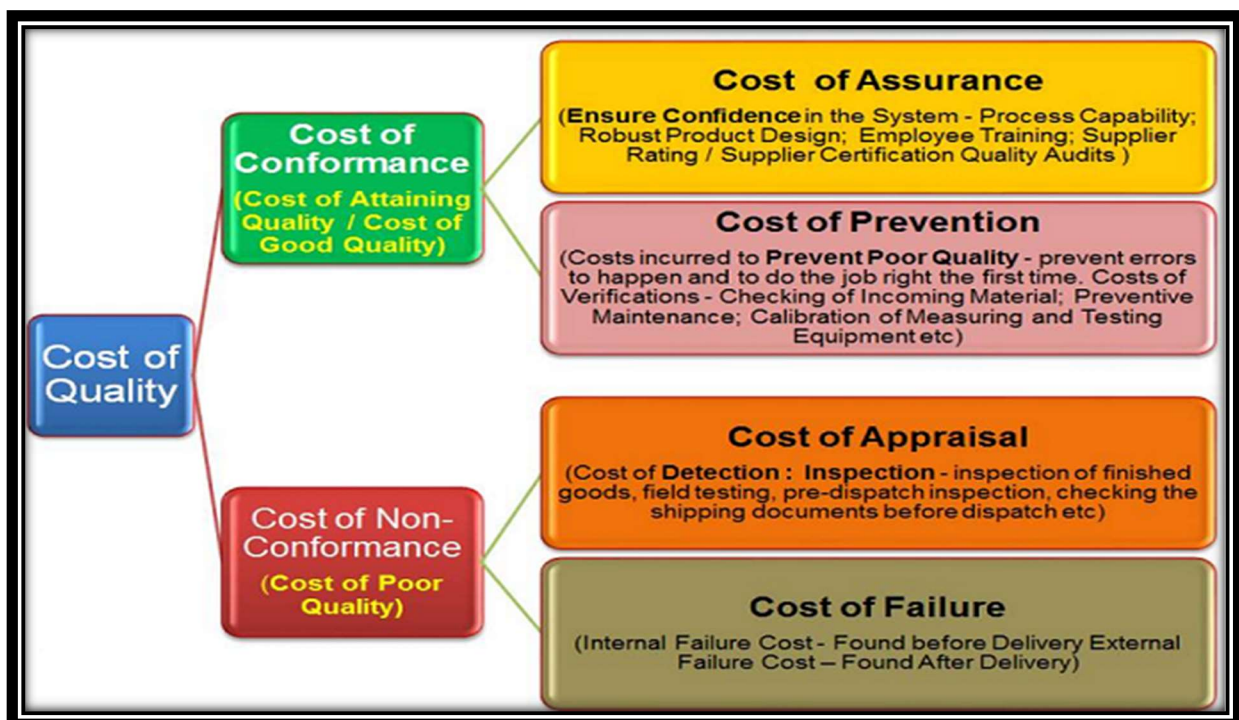 Cost of
Quality
Cost of
Conformance
(Cost of Attaining
Quality / Cost of
Good Quality)
Cost of Assurance
(Ensure Confidence in the System - Process Capability;
Robust Product Design; Employee Training; Supplier
Rating / Supplier Certification Quality Audits )
Cost of Prevention
(Costs incurred to Prevent Poor Quality - prevent errors
to happen and to do the job right the first time. Costs of
Verifications - Checking of Incoming Material; Preventive
Maintenance; Calibration of Measuring and Testing
Equipment etc)
Cost of Non-
Conformance
(Cost of Poor
Quality)
Cost of Appraisal
(Cost of Detection : Inspection - inspection of finished
goods, field testing, pre-dispatch inspection, checking the
shipping documents before dispatch etc)
Cost of Failure
(Internal Failure Cost - Found before Delivery External
Failure Cost – Found After Delivery)